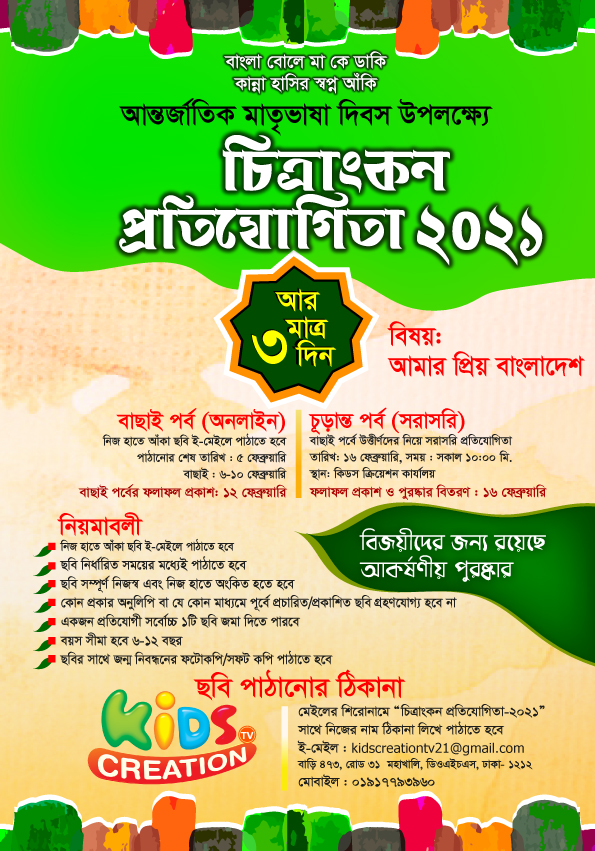 বাংলা বোলে মা কে ডাকি
কান্না হাসির স্বপ্ন আঁকি
আন্তর্জাতিক মাতৃভাষা দিবস উপলক্ষ্যে
চিত্রাংকন
প্রতিযোগিতা ২০২১
আর
৩ মাত্র
দিন
বিষয়:
আমার প্রিয় বাংলাদেশ
বাছাই পর্ব (অনলাইন)
নিজ হাতে আঁকা ছবি ই-মেইলে পাঠাতে হবে
পাঠানোর শেষ তারিখ : ৫ ফেব্রুয়ারি
বাছাই : ৬-১০ ফেব্রুয়ারি
বাছাই পর্বের ফলাফল প্রকাশ: ১২ ফেব্রুয়ারি
চূড়ান্ত পর্ব (সরাসরি)
বাছাই পর্বে উত্তীর্ণদের নিয়ে সরাসরি প্রতিযোগিতা
তারিখ: ১৬ ফেব্রুয়ারি, সময় : সকাল ১০:০০ মি.
স্থান: কিডস ক্রিয়েশন কার্যালয়
ফলাফল প্রকাশ ও পুরষ্কার বিতরণ : ১৬ ফেব্রুয়ারি
নিয়মাবলী
নিজ হাতে আঁকা ছবি ই-মেইলে পাঠাতে হবে
ছবি নির্ধারিত সময়ের মধ্যেই পাঠাতে হবে
ছবি সম্পূর্ণ নিজস্ব এবং নিজ হাতে অংকিত হতে হবে
কোন প্রকার অনুলিপি বা যে কোন মাধ্যমে পূর্বে প্রচারিত/প্রকাশিত ছবি গ্রহণযোগ্য হবে না
একজন প্রতিযোগী সর্বোচ্চ ১টি ছবি জমা দিতে পারবে
বয়স সীমা হবে ৬-১২ বছর
ছবির সাথে জন্ম নিবন্ধনের ফটোকপি/সফট কপি পাঠাতে হবে
বিজয়ীদের জন্য রয়েছে
আকর্ষণীয় পুরষ্কার
ছবি পাঠানোর ঠিকানা
KiDS TV
CREATION
মেইলের শিরোনামে “চিত্রাংকন প্রতিযোগিতা-২০২১”
সাথে নিজের নাম ঠিকানা লিখে পাঠাতে হবে
ই-মেইল : kidscreationtv21@gmail.com
বাড়ি ৪৭৩, রোড ৩১ মহাখালি, ডিওএইচএস, ঢাকা- ১২১২
মোবাইল : ০১৯১৭৭৯৩৯৬০